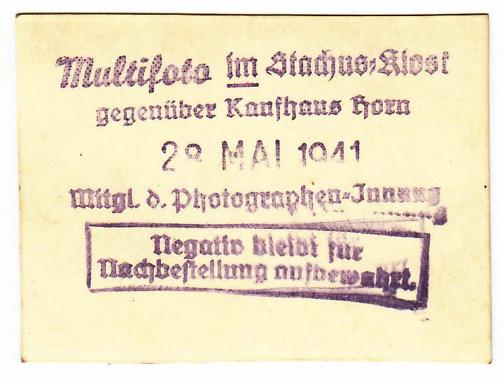 Multifoto im Stachus-Kiosk
gegenüber Kaufhaus Horn
28 MAI 1941
Mitgl. d. Photographen-Innung
Negativ bleibt für
Nachbestellung aufbewahrt.